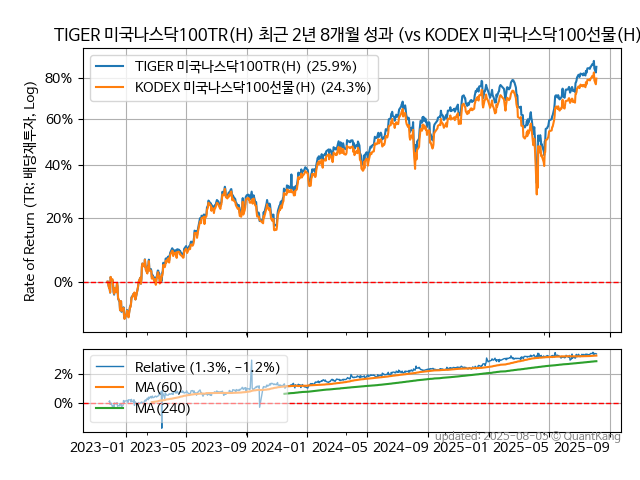 TIGER 미국나스닥100TR(H) 최근 2년 8개월 성과 (vs KODEX 미국나스닥100선물(H)
TIGER 미국나스닥100TR(H) (25.9%)
KODEX 미국나스닥100선물(H) (24.3%)
Rate of Return (TR: 배당재투자, Log)
80%
60%
40%
20%
0%
Relative (1.3%, −1.2%)
MA(60)
MA(240)
2%
0%
updated: 2025-08-05 © QuantKang
2023−01 2023−05 2023−09 2024−01 2024−05 2024−09 2025−01 2025−05 2025−09